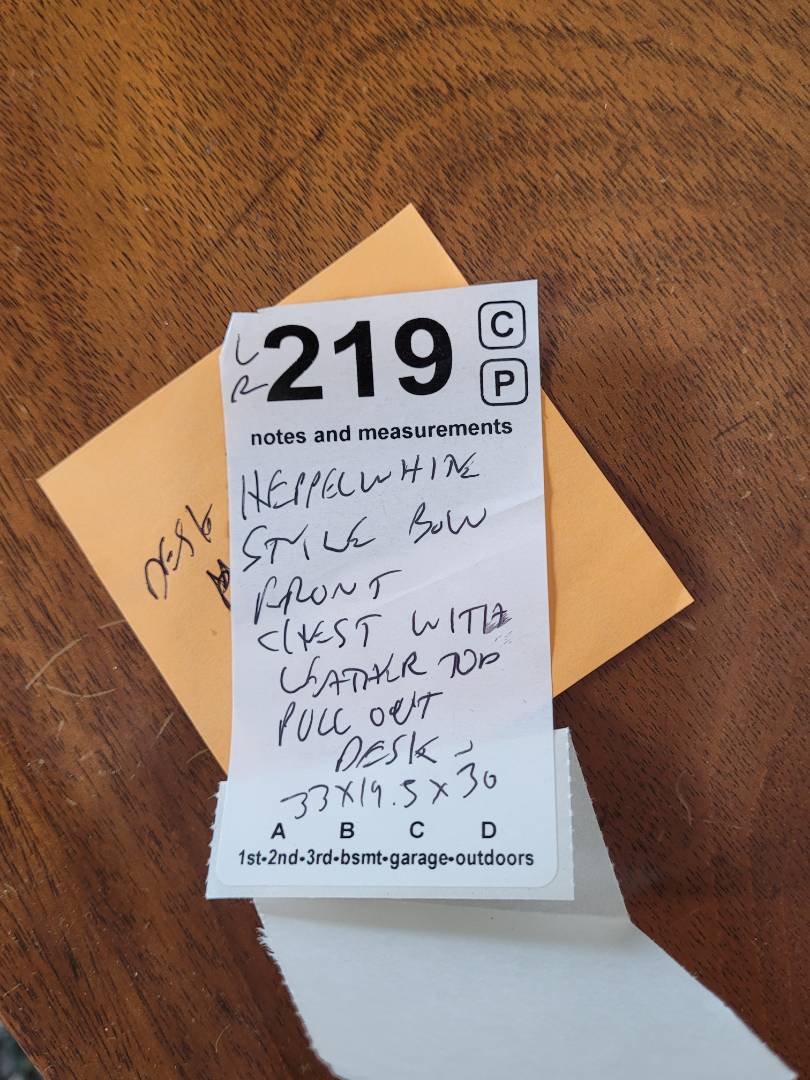 L
R
219
C
P
notes and measurements
HEPPELWHITE
STYLE BOW
FRONT
CHEST WITH
LEATHER TOP
PULL OUT
DESK
33X19.5X30
A B C D
1st-2nd-3rd-bsmt-garage-outdoors
DESK